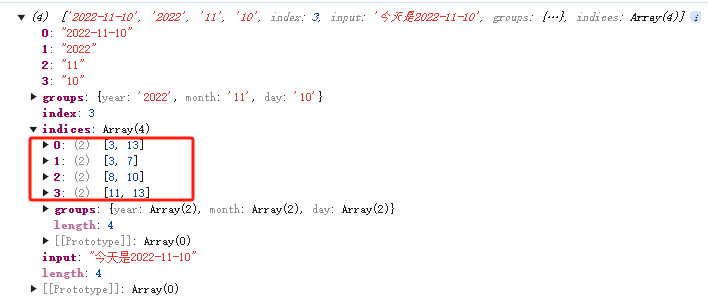 (4) ['2022-11-10', '2022', '11', '10', index: 3, input: '今天是2022-11-10', groups: {…}, indices: Array(4)] i
0: "2022-11-10"
1: "2022"
2: "11"
3: "10"
groups: {year: '2022', month: '11', day: '10'}
index: 3
indices: Array(4)
0: (2) [3, 13]
1: (2) [3, 7]
2: (2) [8, 10]
3: (2) [11, 13]
groups: {year: Array(2), month: Array(2), day: Array(2)}
length: 4
[[Prototype]]: Array(0)
input: "今天是2022-11-10"
length: 4
[[Prototype]]: Array(0)